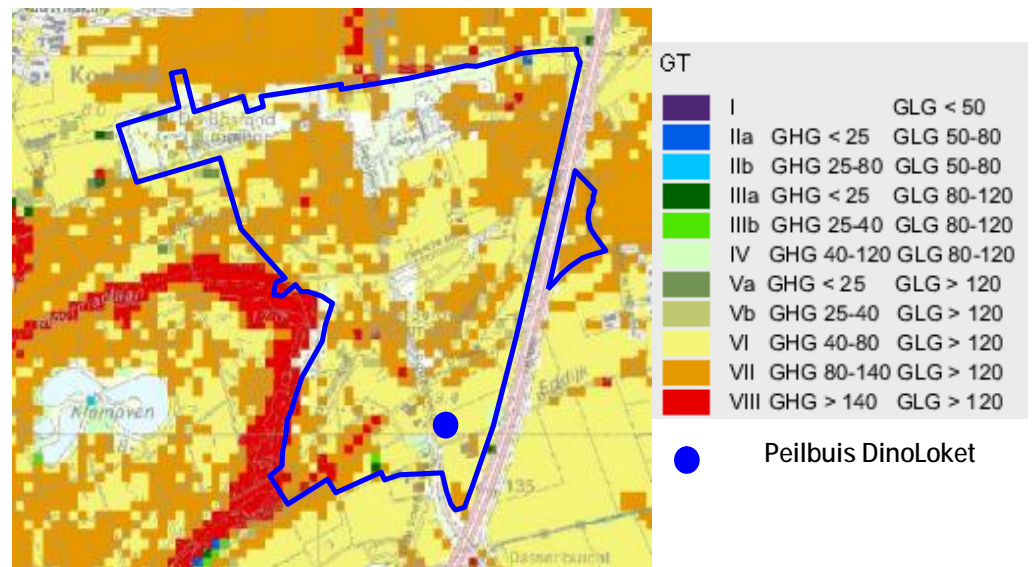 GT
I GLG < 50
IIa GHG < 25 GLG 50-80
IIb GHG 25-80 GLG 50-80
IIIa GHG < 25 GLG 80-120
IIIb GHG 25-40 GLG 80-120
IV GHG 40-120 GLG 80-120
Va GHG < 25 GLG > 120
Vb GHG 25-40 GLG > 120
VI GHG 40-80 GLG > 120
VII GHG 80-140 GLG > 120
VIII GHG > 140 GLG > 120
Peilbuis DinoLoket
Eddijk
135